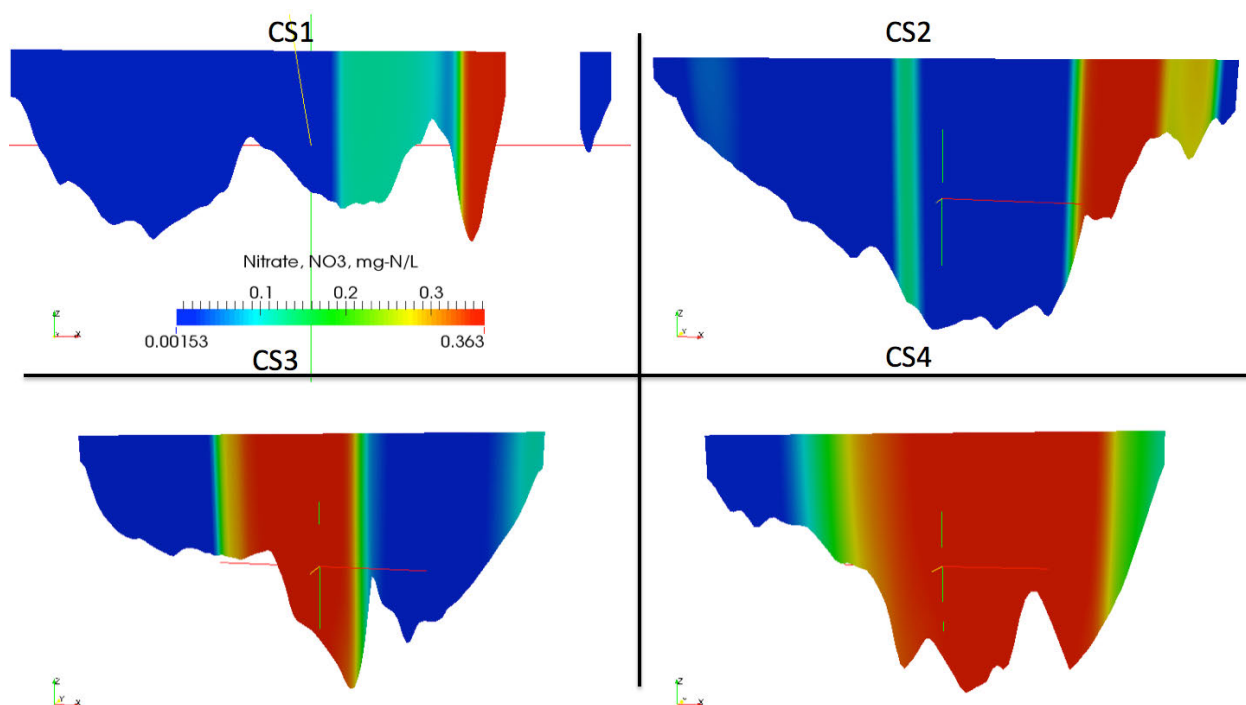 CS1
CS2
Nitrate, NO3, mg-N/L
0.1 0.2 0.3
0.00153 0.363
Z
X
Z
Y
X
CS3
CS4
Z
Y
X
Z
X